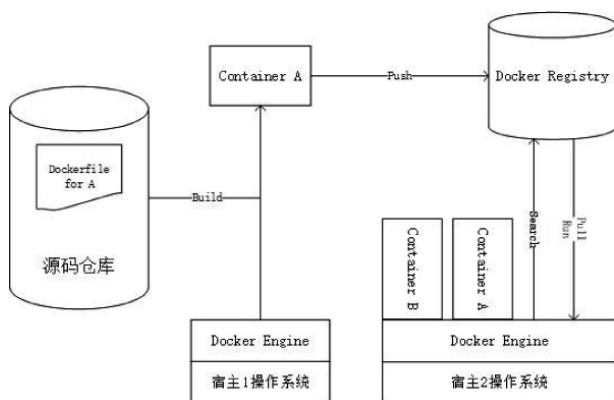 Container A
Push
Docker Registry
Dockerfile
for A
Build
源码仓库
Search
Pull
Run
Container B
Container A
Docker Engine
宿主1操作系统
Docker Engine
宿主2操作系统